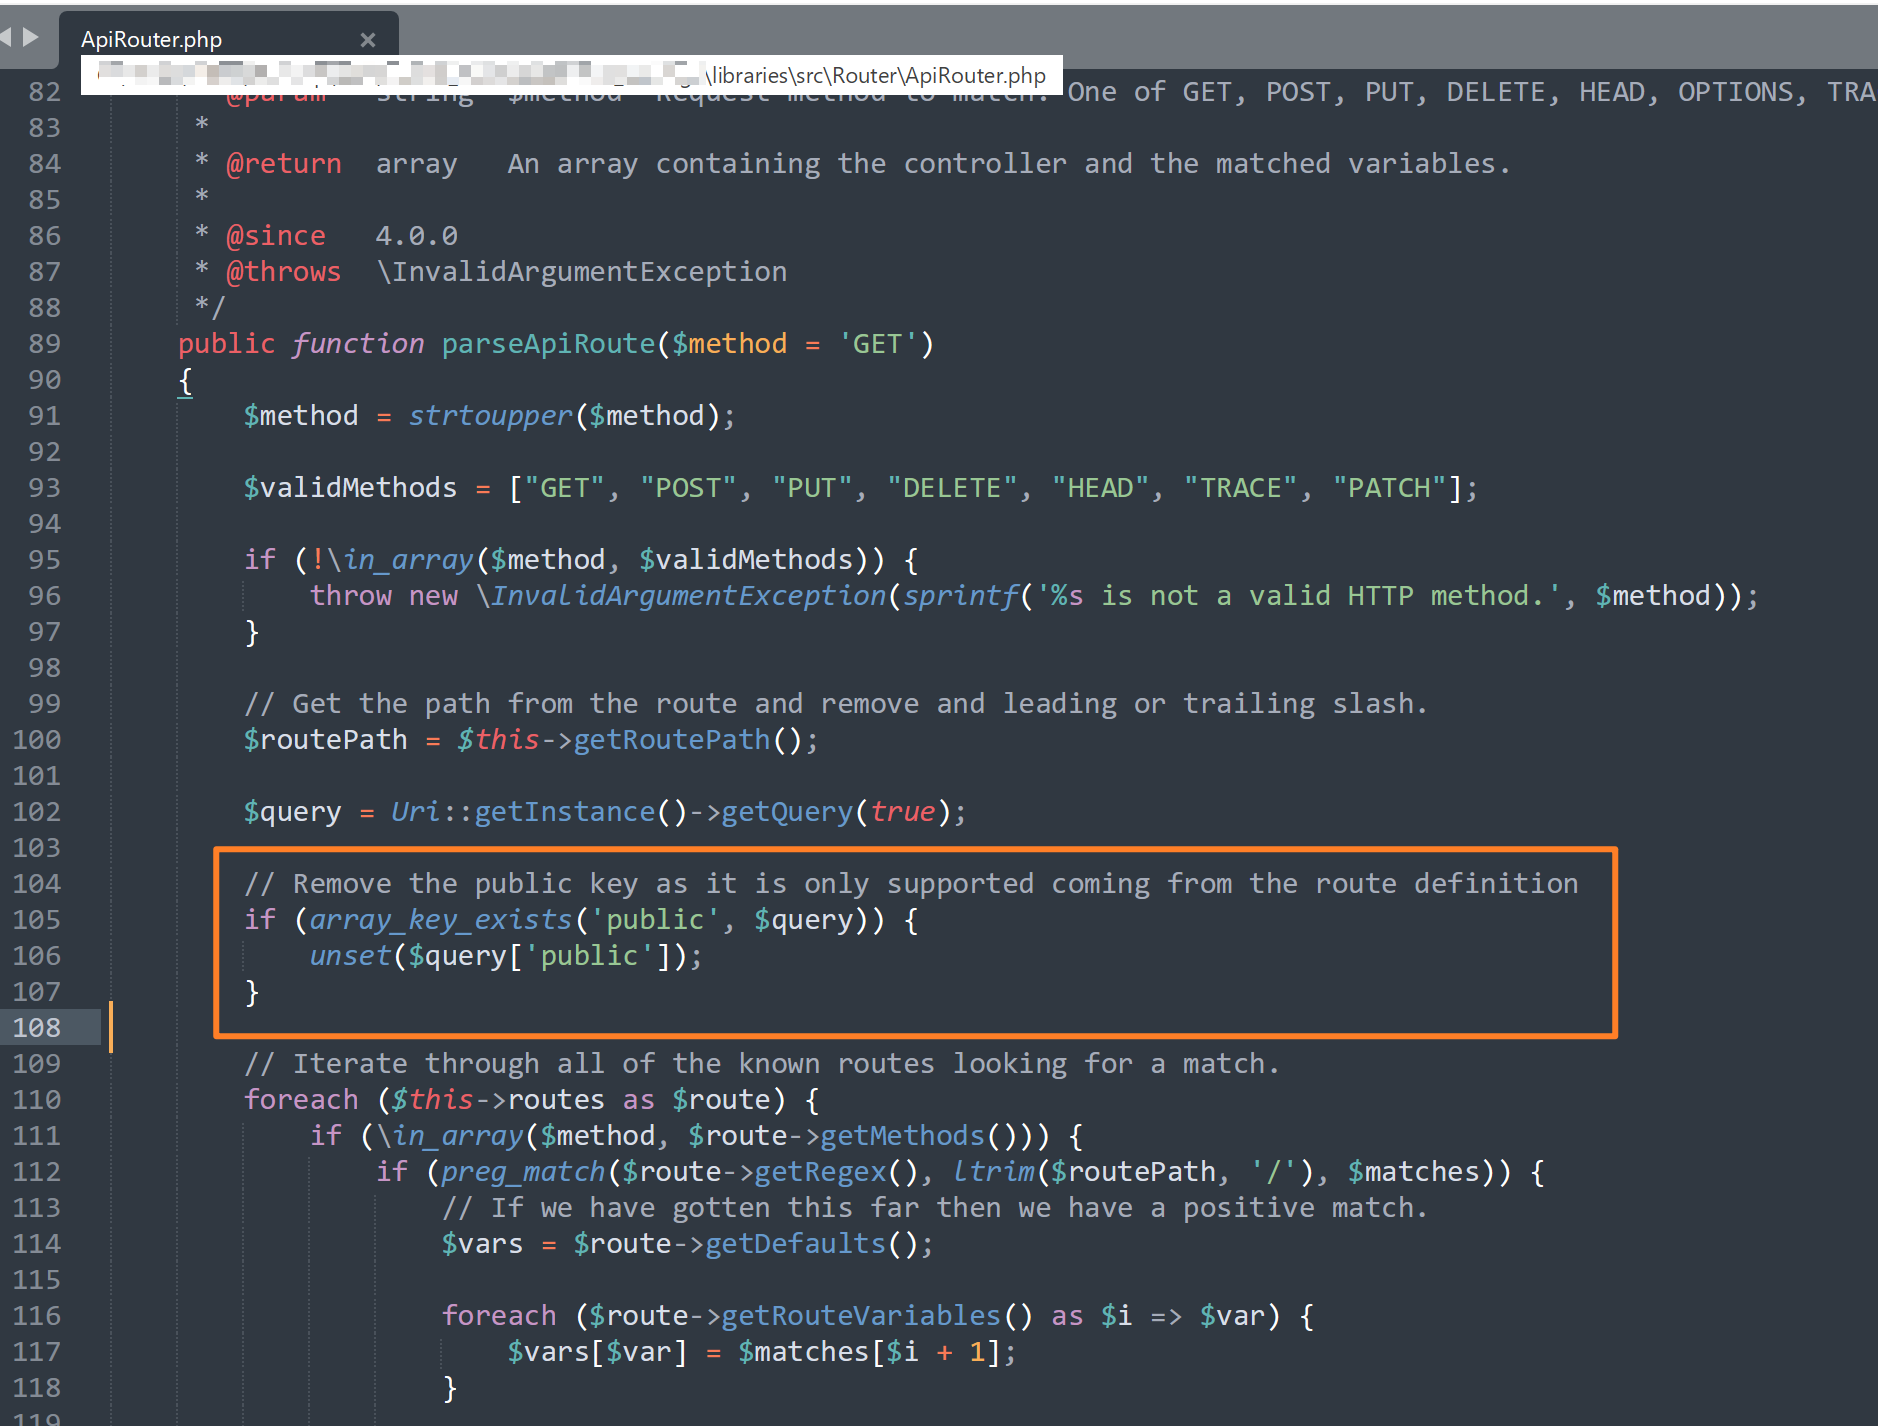 ApiRouter.php ×
\libraries\src\Router\ApiRouter.php
82 @param string $method Request method to match. One of GET, POST, PUT, DELETE, HEAD, OPTIONS, TRA
83 *
84 * @return array An array containing the controller and the matched variables.
85 *
86 * @since 4.0.0
87 * @throws \InvalidArgumentException
88 */
89 public function parseApiRoute($method = 'GET')
90 {
91 $method = strtoupper($method);
92
93 $validMethods = ["GET", "POST", "PUT", "DELETE", "HEAD", "TRACE", "PATCH"];
94
95 if (!\in_array($method, $validMethods)) {
96 throw new \InvalidArgumentException(sprintf('%s is not a valid HTTP method.', $method));
97 }
98
99 // Get the path from the route and remove and leading or trailing slash.
100 $routePath = $this->getRoutePath();
101
102 $query = Uri::getInstance()->getQuery(true);
103
104 // Remove the public key as it is only supported coming from the route definition
105 if (array_key_exists('public', $query)) {
106 unset($query['public']);
107 }
108
109 // Iterate through all of the known routes looking for a match.
110 foreach ($this->routes as $route) {
111 if (\in_array($method, $route->getMethods())) {
112 if (preg_match($route->getRegex(), ltrim($routePath, '/'), $matches)) {
113 // If we have gotten this far then we have a positive match.
114 $vars = $route->getDefaults();
115
116 foreach ($route->getRouteVariables() as $i => $var) {
117 $vars[$var] = $matches[$i + 1];
118 }
119